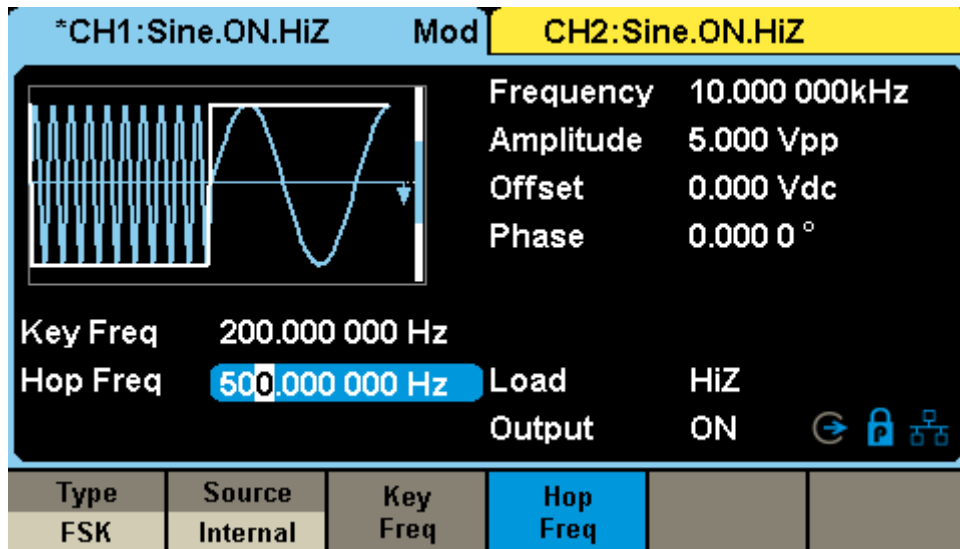 *CH1:Sine.ON.HiZ Mod
CH2:Sine.ON.HiZ
Frequency 10.000 000kHz
Amplitude 5.000 Vpp
Offset 0.000 Vdc
Phase 0.000 0 °
Key Freq 200.000 000 Hz
Hop Freq 500.000 000 Hz
Load HiZ
Output ON
P
Type
FSK
Source
Internal
Key
Freq
Hop
Freq